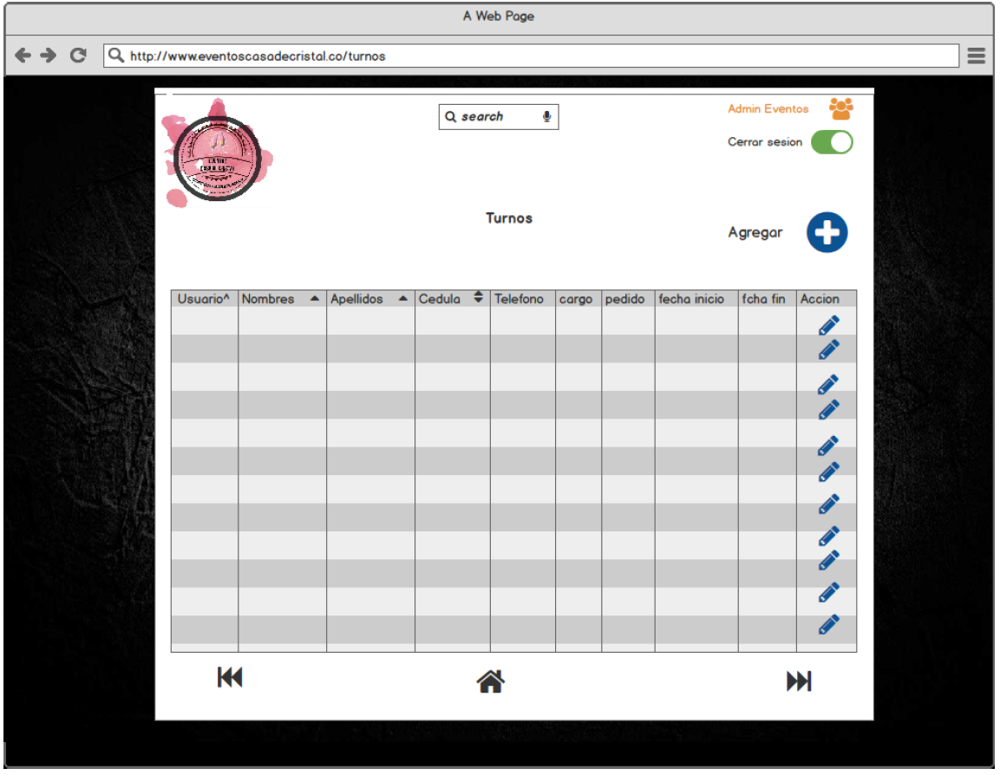 A Web Page
http://www.eventoscasadecristal.co/turnos
search
Admin Eventos
Cerrar sesion
Turnos
Agregar
Usuario^ Nombres Apellidos Cedula Telefono cargo pedido fecha inicio fcha fin Accion